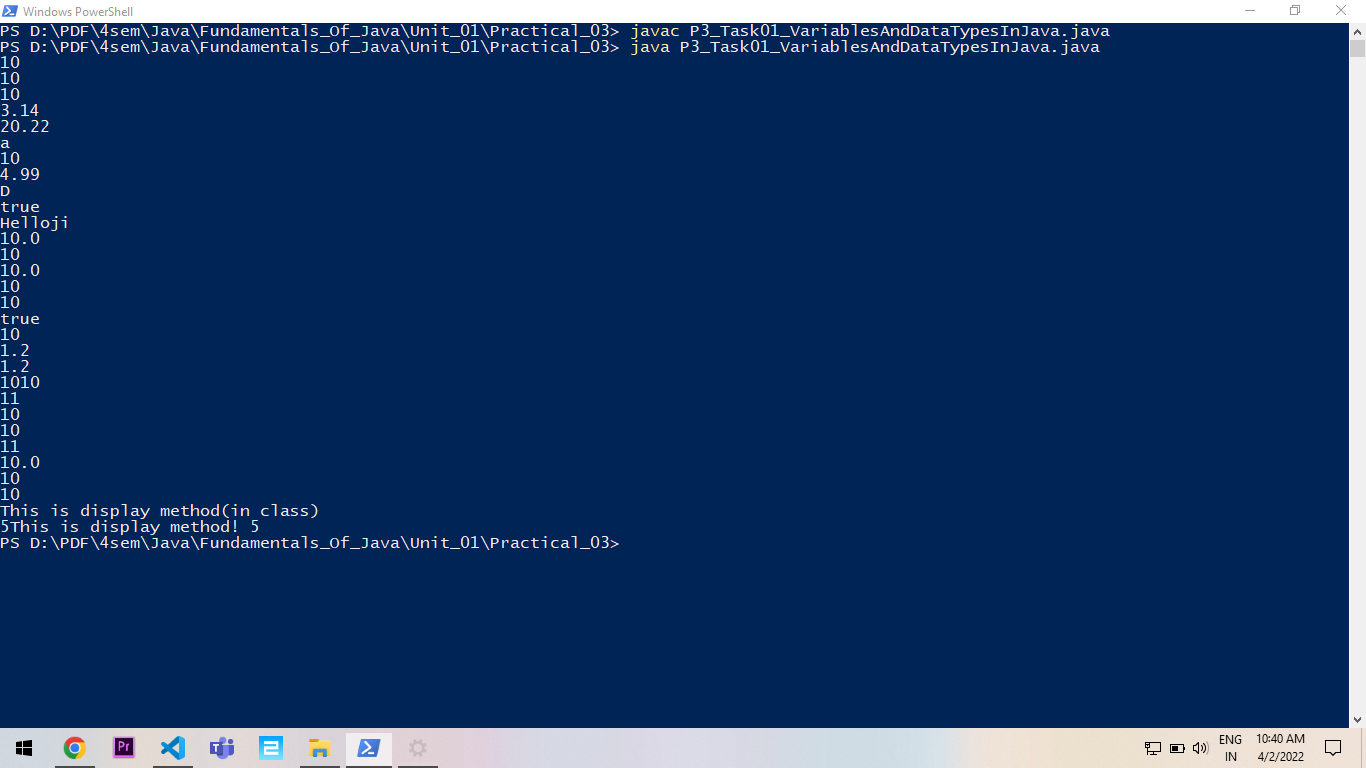 Windows PowerShell
PS D:\PDF\4sem\Java\Fundamentals_Of_Java\Unit_01\Practical_03> javac P3_Task01_VariablesAndDataTypesInJava.java
PS D:\PDF\4sem\Java\Fundamentals_Of_Java\Unit_01\Practical_03> java P3_Task01_VariablesAndDataTypesInJava.java
10
10
10
3.14
20.22
a
10
4.99
D
true
Helloji
10.0
10
10.0
10
10
true
10
1.2
1.2
1010
11
10
10
11
10.0
10
10
This is display method(in class)
5This is display method! 5
PS D:\PDF\4sem\Java\Fundamentals_Of_Java\Unit_01\Practical_03>
Pr
ENG
IN
10:40 AM
4/2/2022